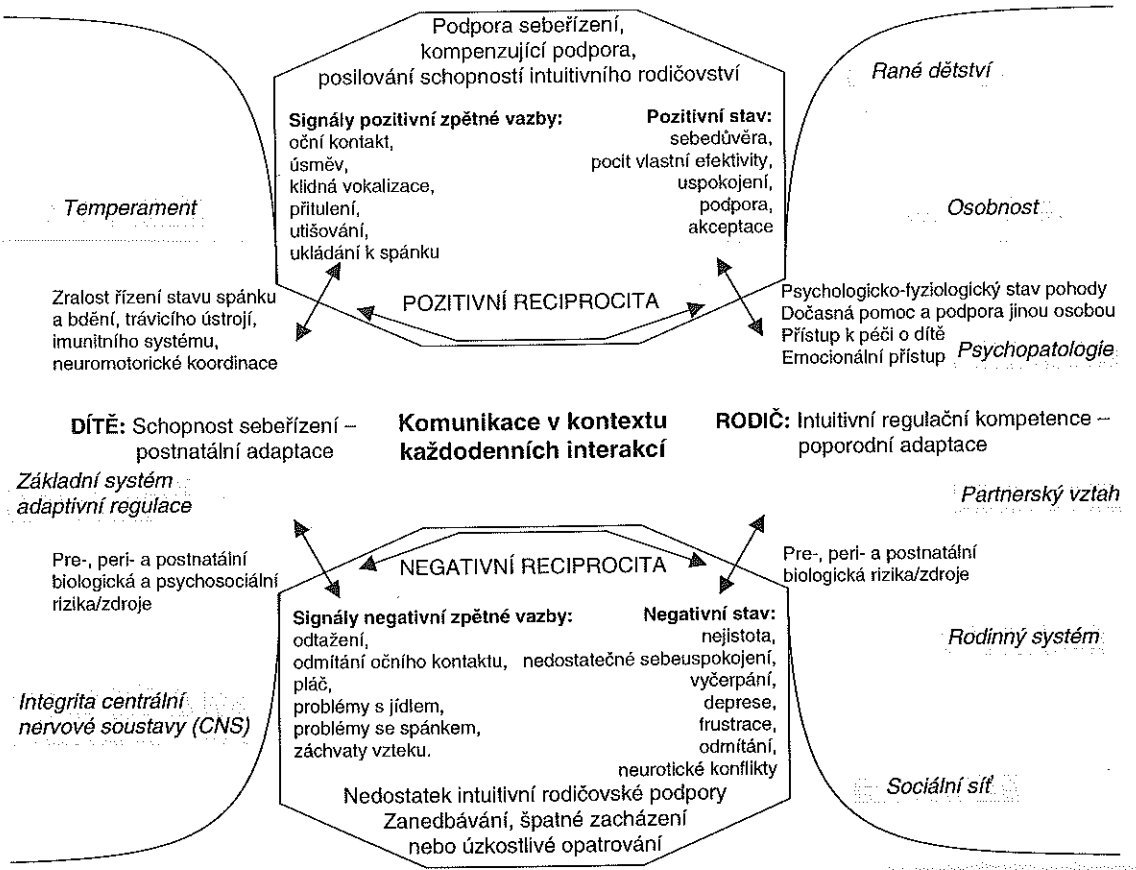 Podpora sebeřízení,
kompenzující podpora,
posilování schopností intuitivního rodičovství
Rané dětství
Signály pozitivní zpětné vazby:
oční kontakt,
úsměv,
klidná vokalizace,
přitulení,
utišování,
ukládání k spánku
Pozitivní stav:
sebedůvěra,
pocit vlastní efektivity,
uspokojení,
podpora,
akceptace
Temperament
Osobnost
Zralost řízení stavu spánku
a bdění, trávicího ústrojí,
imunitního systému,
neuromotorické koordinace
POZITIVNÍ RECIPROCITA
Psychologicko-fyziologický stav pohody
Dočasná pomoc a podpora jinou osobou
Přístup k péči o dítě
Emocionální přístup Psychopatologie
DÍTĚ: Schopnost sebeřízení –
postnatální adaptace
Komunikace v kontextu
každodenních interakcí
RODIČ: Intuitivní regulační kompetence –
poporodní adaptace
Základní systém
adaptivní regulace
Partnerský vztah
Pre-, peri- a postnatální
biologická a psychosociální
rizika/zdroje
NEGATIVNÍ RECIPROCITA
Pre-, peri- a postnatální
biologická rizika/zdroje
Signály negativní zpětné vazby:
odtažení,
odmítání očního kontaktu,
pláč,
problémy s jídlem,
problémy se spánkem,
záchvaty vzteku.
Negativní stav:
nejistota,
nedostatečné sebeuspokojení,
vyčerpání,
deprese,
frustrace,
odmítání,
neurotické konflikty
Rodinný systém
Integrita centrální
nervové soustavy (CNS)
Sociální síť
Nedostatek intuitivní rodičovské podpory
Zanedbávání, špatné zacházení
nebo úzkostlivé opatrování